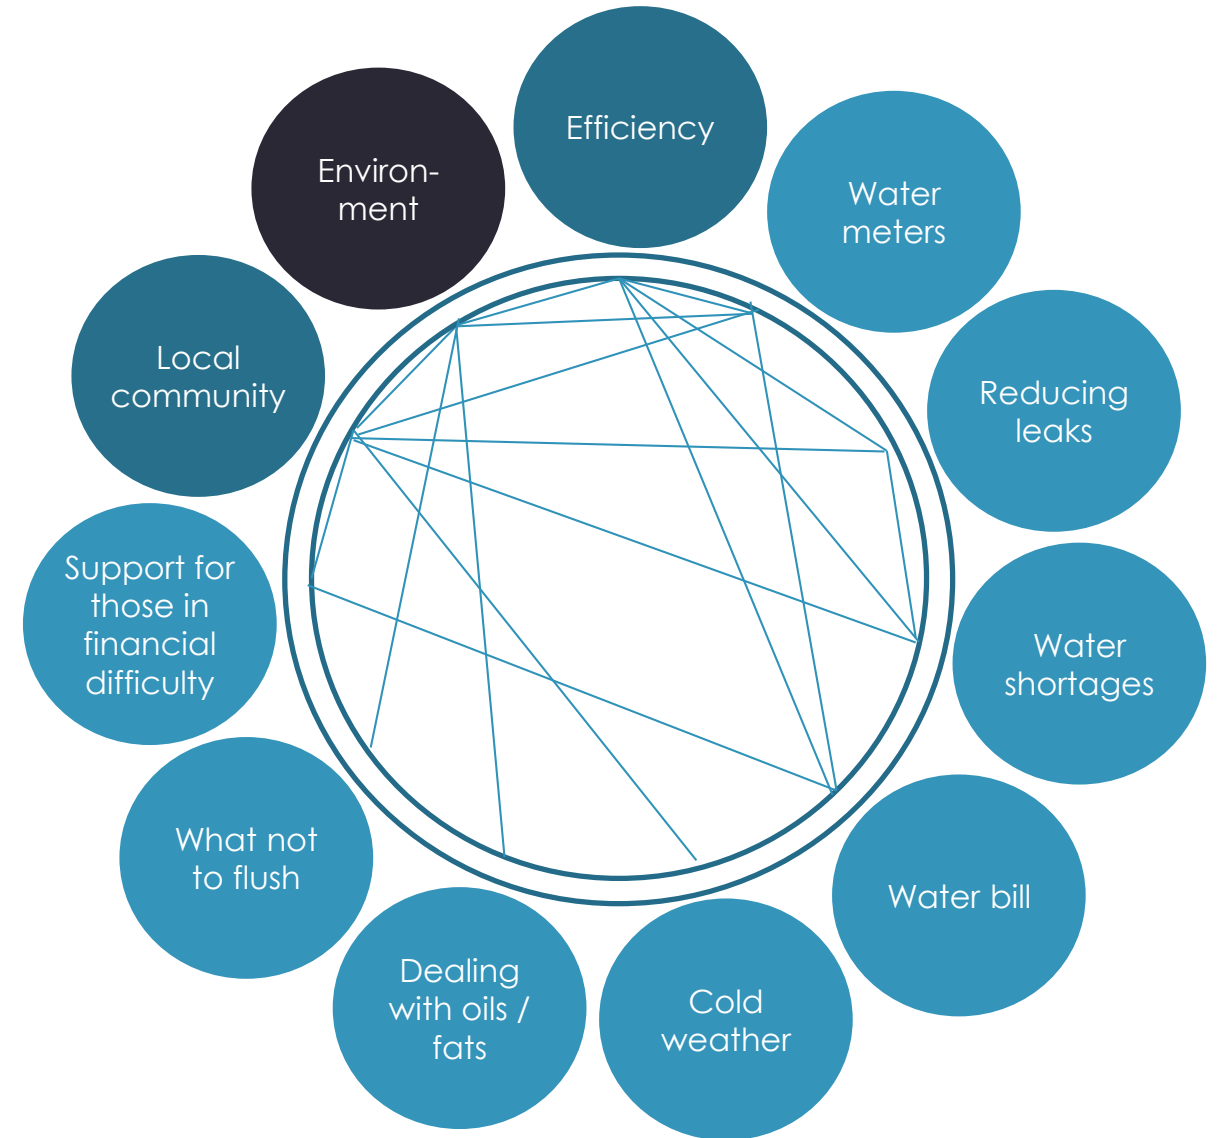 Efficiency
Environ-
ment
Water
meters
Local
community
Reducing
leaks
Support for
those in
financial
difficulty
Water
shortages
What not
to flush
Water bill
Dealing
with oils /
fats
Cold
weather